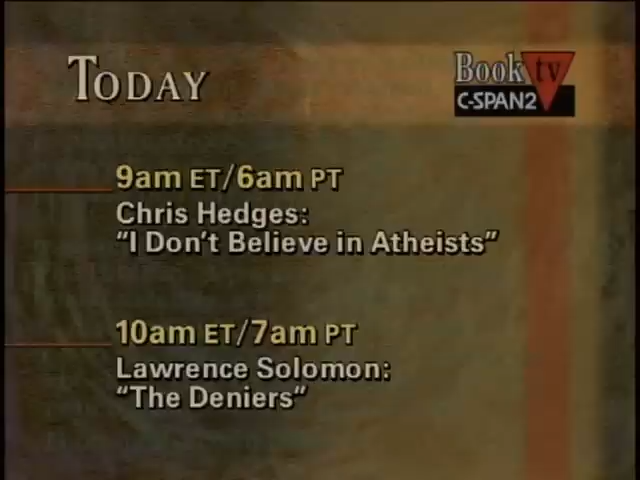 TODAY
Book tv
C-SPAN2
9am ET/6am PT
Chris Hedges:
“I Don’t Believe in Atheists”
10am ET/7am PT
Lawrence Solomon:
“The Deniers”